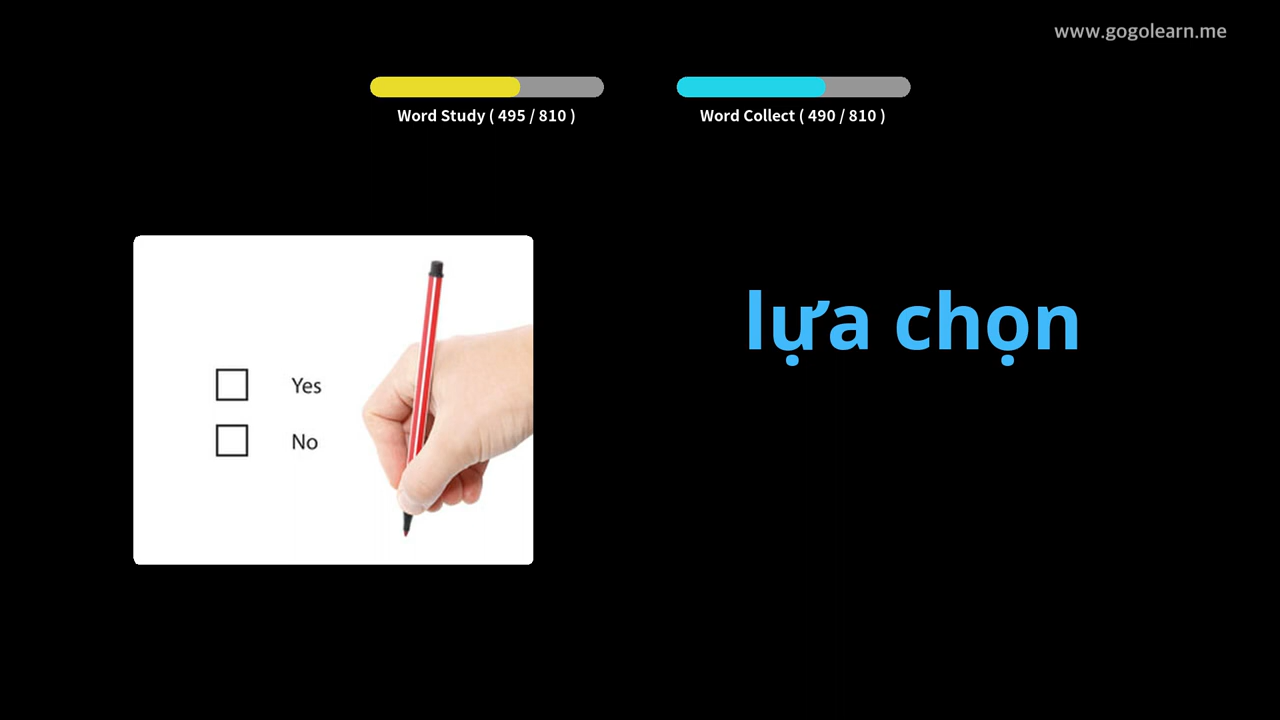 www.gogolearn.me
Word Study ( 495 / 810 )
Word Collect ( 490 / 810 )
lựa chọn
Yes
No